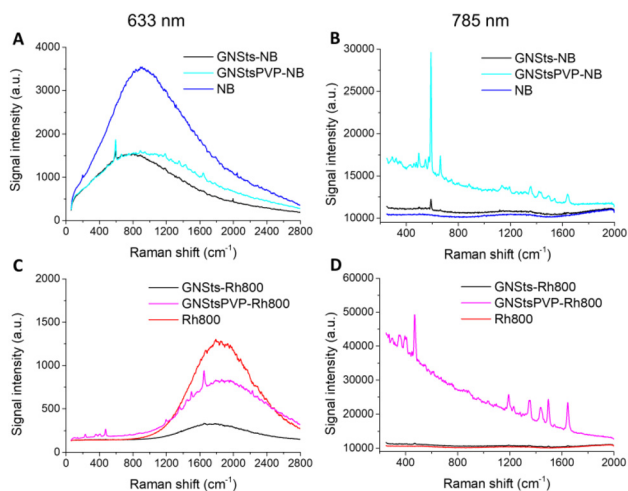 633 nm
785 nm
A
GNSts-NB
GNStsPVP-NB
NB
Signal intensity (a.u.)
4000
3000
2000
1000
0
0 400 800 1200 1600 2000 2400 2800
Raman shift (cm-1)
B
GNSts-NB
GNStsPVP-NB
NB
Signal intensity (a.u.)
30000
25000
20000
15000
10000
400 800 1200 1600 2000
Raman shift (cm-1)
C
GNSts-Rh800
GNStsPVP-Rh800
Rh800
Signal intensity (a.u.)
2000
1500
1000
500
0
0 400 800 1200 1600 2000 2400 2800
Raman shift (cm-1)
D
GNSts-Rh800
GNStsPVP-Rh800
Rh800
Signal intensity (a.u.)
60000
50000
40000
30000
20000
10000
400 800 1200 1600 2000
Raman shift (cm-1)